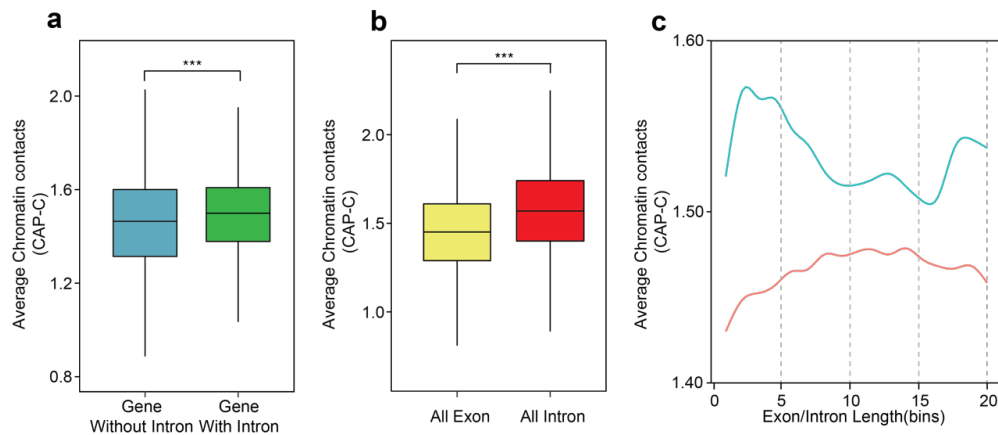 a
***
Average Chromatin contacts
(CAP-C)
2.0
1.6
1.2
0.8
Gene
Without Intron
Gene
With Intron
b
***
Average Chromatin contacts
(CAP-C)
2.0
1.5
1.0
All Exon
All Intron
c
Average Chromatin contacts
(CAP-C)
1.60
1.50
1.40
0
5
10
15
20
Exon/Intron Length(bins)